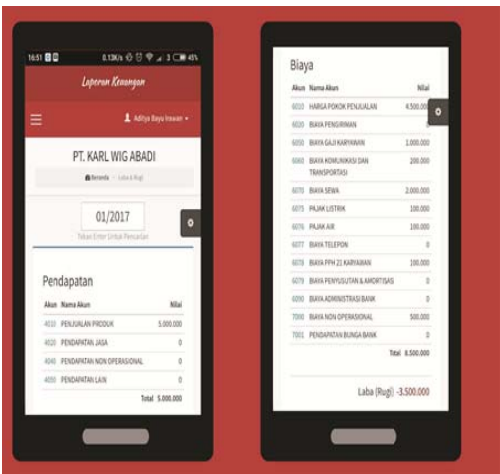 16:51 0.13K/s 3 45%
Laporan Keuangan
Aditya Bayu Irawan
PT. KARL WIG ABADI
Beranda - Laba & Rugi
01/2017
Tekan Enter Untuk Pencarian
Pendapatan
Akun Nama Akun Nilai
4010 PENJUALAN PRODUK 5.000.000
4020 PENDAPATAN JASA 0
4040 PENDAPATAN NON OPERASIONAL 0
4050 PENDAPATAN LAIN 0
Total 5.000.000
Biaya
Akun Nama Akun Nilai
6010 HARGA POKOK PENJUALAN 4.500.000
6020 BIAYA PENGIRIMAN
6050 BIAYA GAJI KARYAWAN 1.000.000
6060 BIAYA KOMUNIKASI DAN 200.000
TRANSPORTASI
6070 BIAYA SEWA 2.000.000
6075 PAJAK LISTRIK 100.000
6076 PAJAK AIR 100.000
6077 BIAYA TELEPON 0
6078 BIAYA PPH 21 KARYAWAN 100.000
6079 BIAYA PENYUSUTAN & AMORTISAS 0
6090 BIAYA ADMINISTRASI BANK 0
7000 BIAYA NON OPERASIONAL 500.000
7001 PENDAPATAN BUNGA BANK 0
Total 8.500.000
Laba (Rugi) -3.500.000